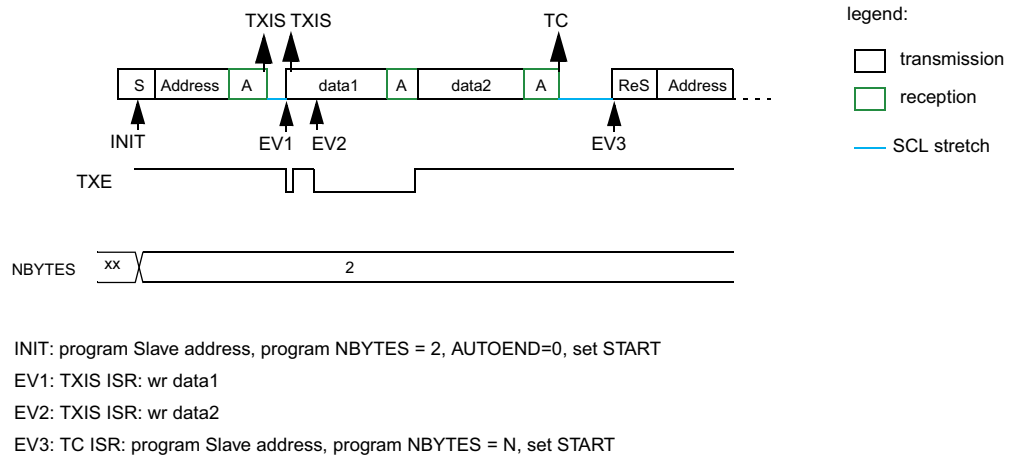 TXIS TXIS TC
legend:
transmission
reception
SCL stretch
S Address A data1 A data2 A ReS Address
INIT EV1 EV2 EV3
TXE
NBYTES xx 2
INIT: program Slave address, program NBYTES = 2, AUTOEND=0, set START
EV1: TXIS ISR: wr data1
EV2: TXIS ISR: wr data2
EV3: TC ISR: program Slave address, program NBYTES = N, set START